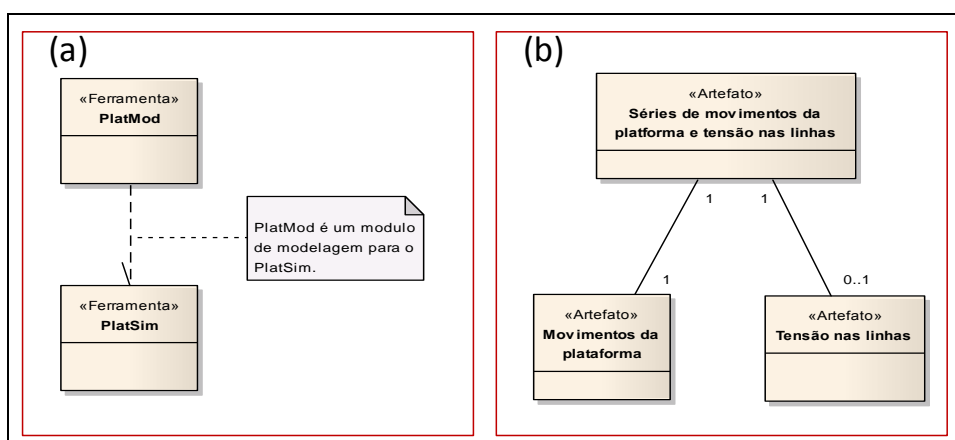 (a)
«Ferramenta»
PlatMod
PlatMod é um modulo
de modelagem para o
PlatSim.
«Ferramenta»
PlatSim
(b)
«Artefato»
Séries de movimentos da
platforma e tensão nas linhas
1
1
1
0..1
«Artefato»
Movimentos da
plataforma
«Artefato»
Tensão nas linhas